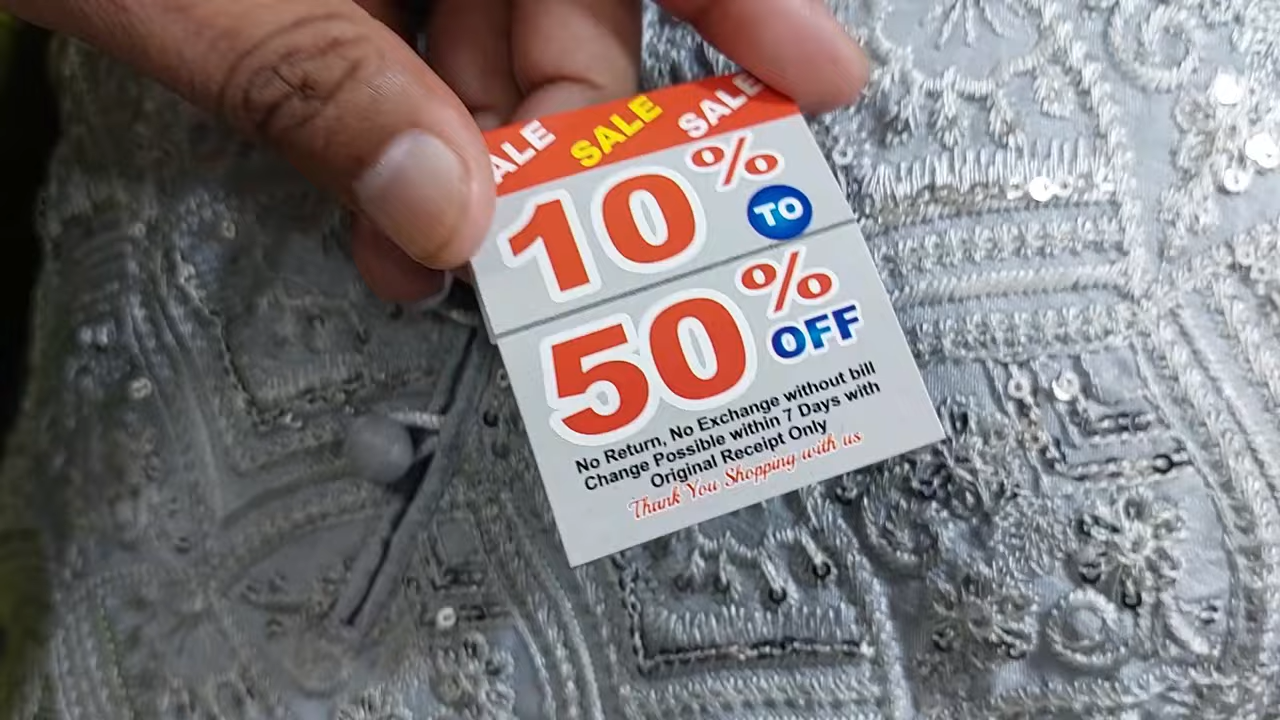 ALE SALE SALE
10%
TO
50%
OFF
No Return, No Exchange without bill
Change Possible within 7 Days with
Original Receipt Only
Thank You Shopping with us